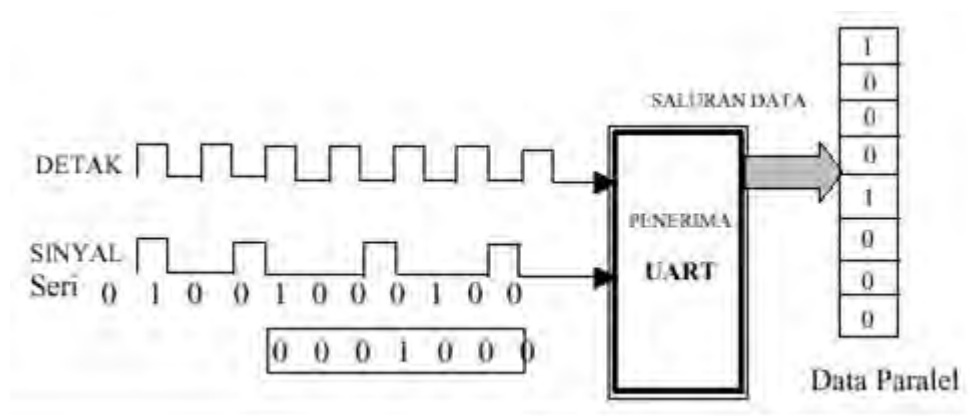 SALURAN DATA
DETAK
SINYAL
Seri 0 1 0 0 1 0 0 0 1 0 0
0 0 0 1 0 0 0
PENERIMA
UART
1
0
0
0
1
0
0
0
Data Paralel